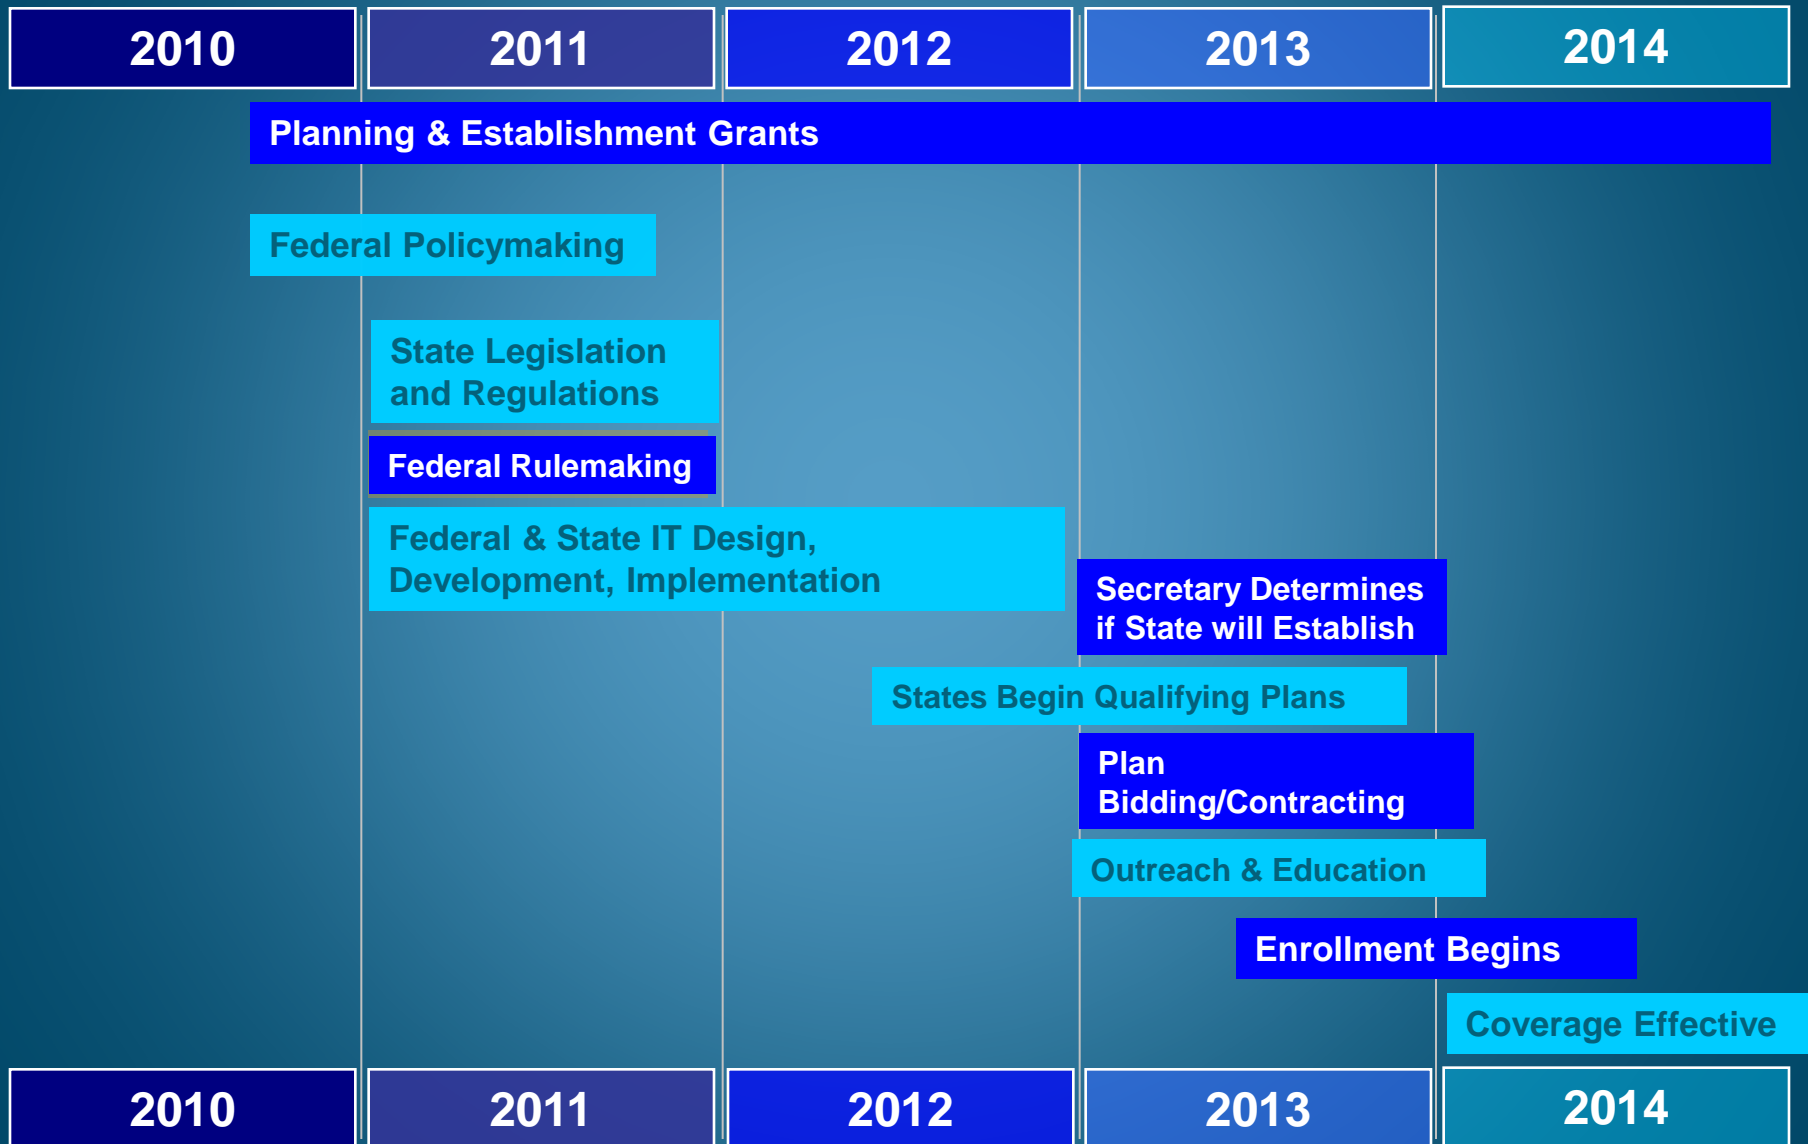 2010
2011
2012
2013
2014
Planning & Establishment Grants
Federal Policymaking
State Legislation
and Regulations
Federal Rulemaking
Federal & State IT Design,
Development, Implementation
Secretary Determines
if State will Establish
States Begin Qualifying Plans
Plan
Bidding/Contracting
Outreach & Education
Enrollment Begins
Coverage Effective
2010
2011
2012
2013
2014